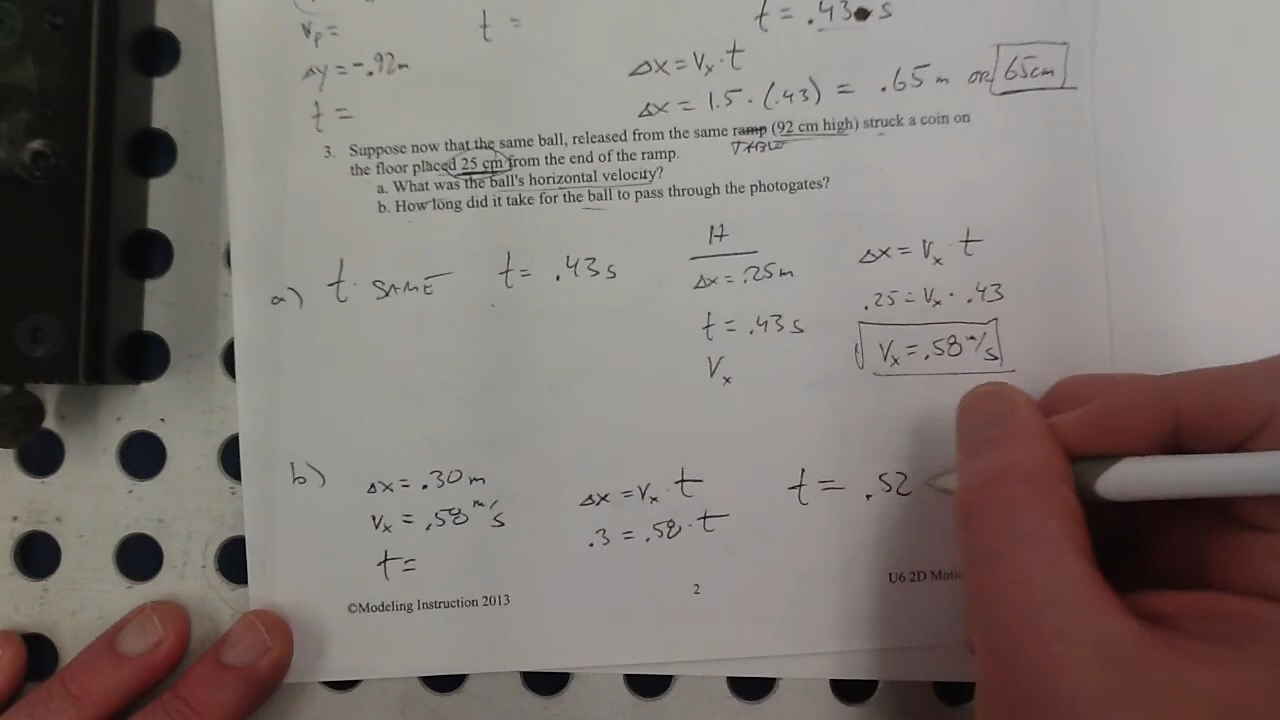 Vp =
t =
t = .43 s
Δy = -.92m
Δx = Vx · t
t =
Δx = 1.5 · (.43) = .65 m OR 65cm
3. Suppose now that the same ball, released from the same ramp (92 cm high) struck a coin on
TABLE
the floor placed 25 cm from the end of the ramp.
a. What was the ball's horizontal velocity?
b. How long did it take for the ball to pass through the photogates?
a) t SAME t = .43 s
H
Δx = .25m
t = .43 s
Vx
Δx = Vx · t
.25 = Vx · .43
Vx = .58 m/s
b) Δx = .30 m
Vx = .58 m/s
t =
Δx = Vx · t
.3 = .58 · t
t = .52
2
U6 2D
©Modeling Instruction 2013